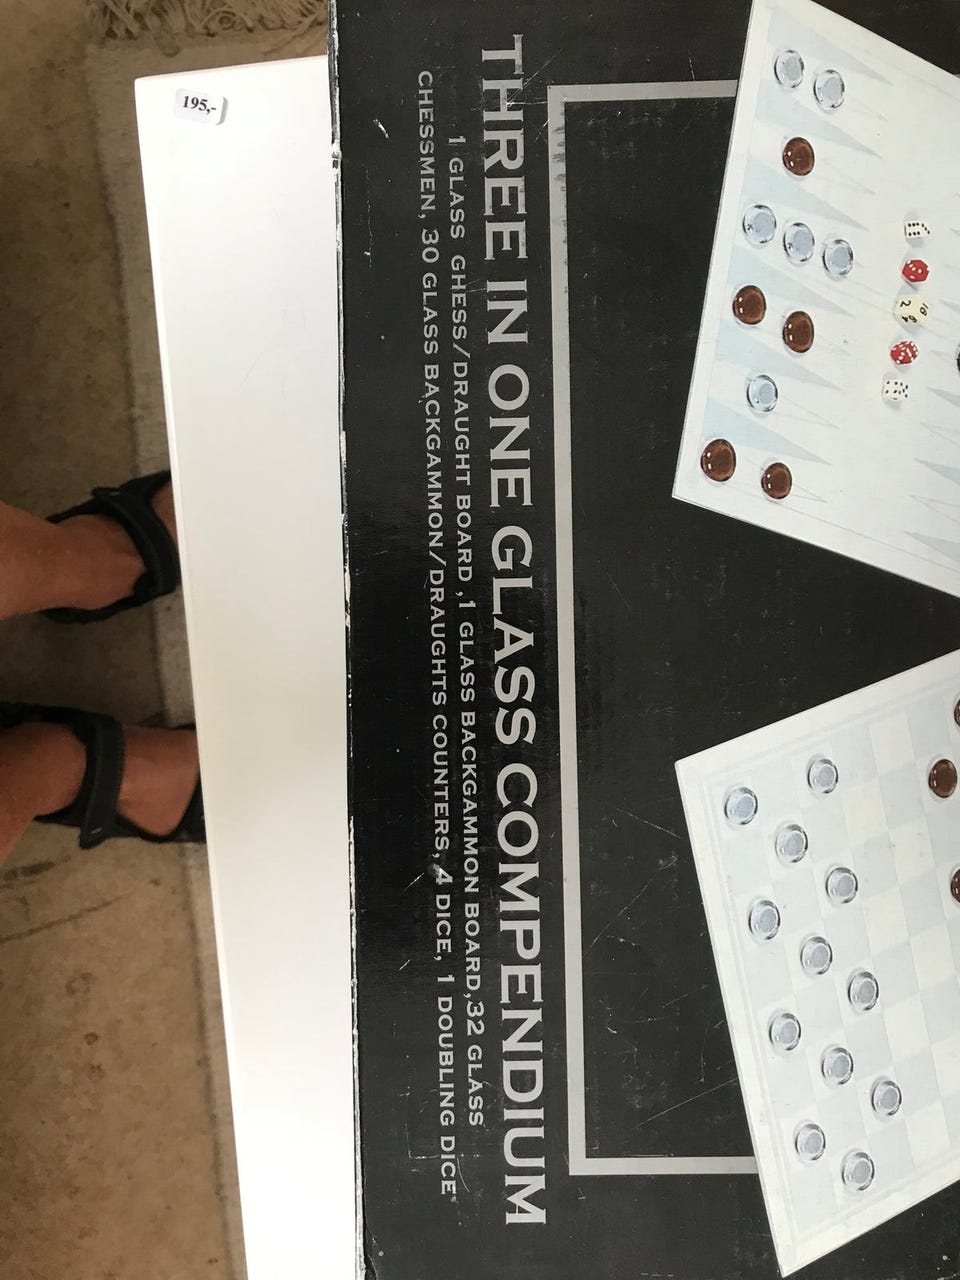 195,-
THREE IN ONE GLASS COMPENDIUM
1 GLASS GHESS/DRAUGHT BOARD ,1 GLASS BACKGAMMON BOARD,32 GLASS
CHESSMEN, 30 GLASS BACKGAMMON/DRAUGHTS COUNTERS, 4 DICE, 1 DOUBLING DICE